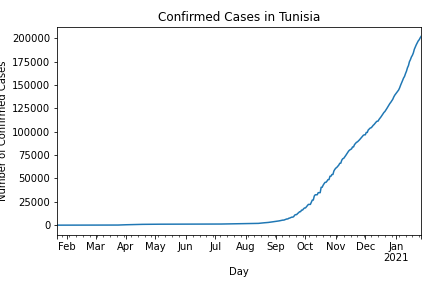 Confirmed Cases in Tunisia
200000
175000
150000
125000
100000
75000
50000
25000
0
Number of Confirmed Cases
Feb Mar Apr May Jun Jul Aug Sep Oct Nov Dec Jan
2021
Day